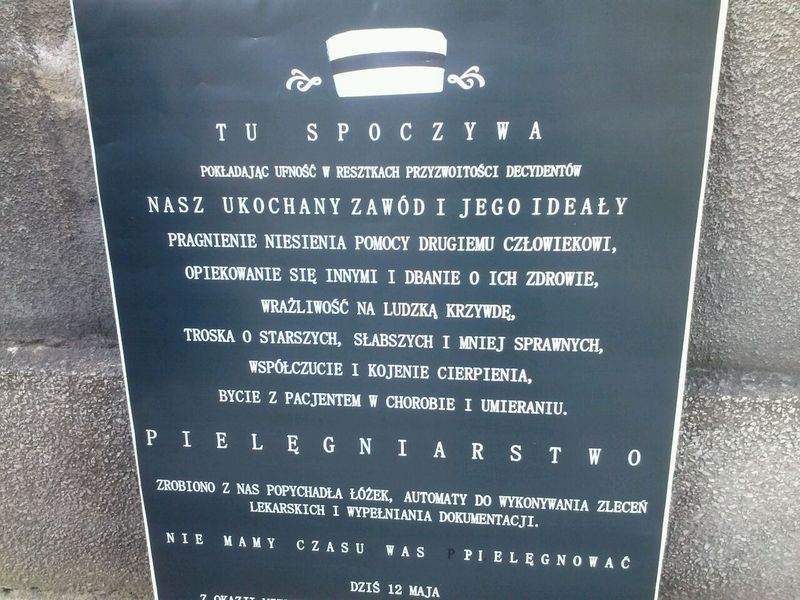 TU SPOCZYWA
POKŁADAJĄC UFNOŚĆ W RESZTKACH PRZYZWOITOŚCI DECYDENTÓW
NASZ UKOCHANY ZAWÓD I JEGO IDEAŁY
PRAGNIENIE NIESIENIA POMOCY DRUGIEMU CZŁOWIEKOWI,
OPIEKOWANIE SIĘ INNYMI I DBANIE O ICH ZDROWIE,
WRAŻLIWOŚĆ NA LUDZKĄ KRZYWDĘ,
TROSKA O STARSZYCH, SŁABSZYCH I MNIEJ SPRAWNYCH,
WSPÓŁCZUCIE I KOJENIE CIERPIENIA,
BYCIE Z PACJENTEM W CHOROBIE I UMIERANIU.
PIELĘGNIARSTWO
ZROBIONO Z NAS POPYCHADŁA ŁÓŻEK, AUTOMATY DO WYKONYWANIA ZLECEŃ
LEKARSKICH I WYPEŁNIANIA DOKUMENTACJI.
NIE MAMY CZASU WAS PPIELĘGNOWAĆ
DZIŚ 12 MAJA
Z OKAZJI